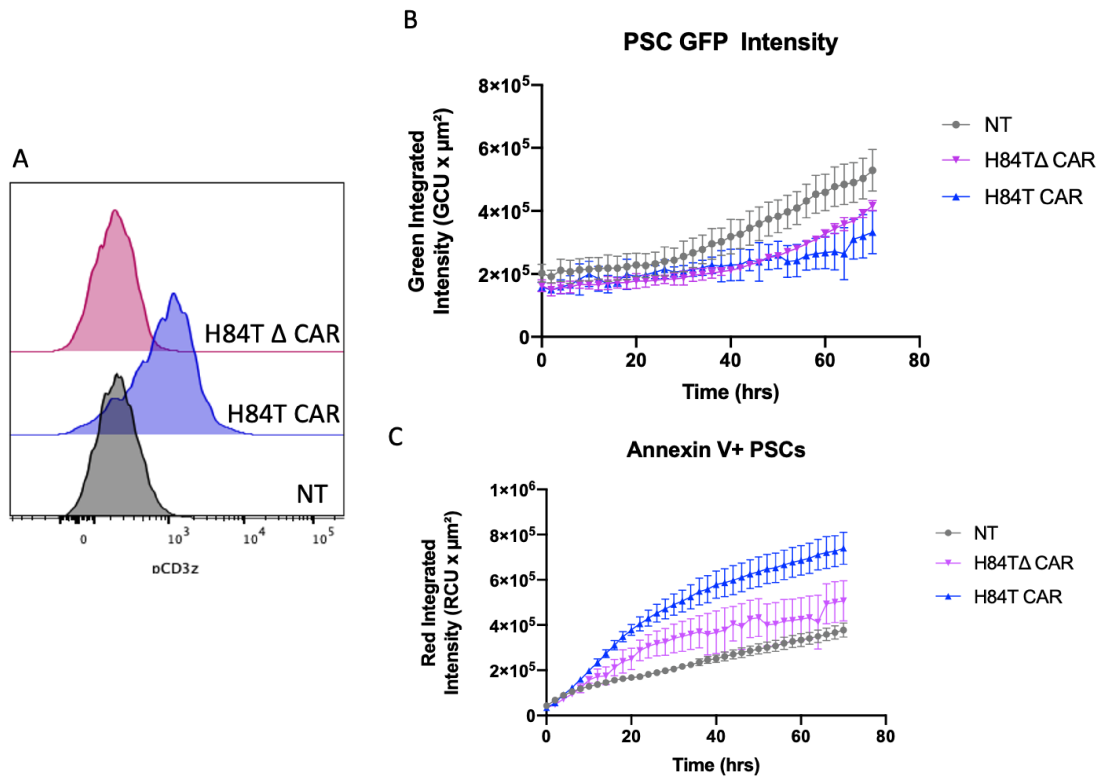 A
H84T Δ CAR
H84T CAR
NT
0
10³
10⁴
10⁵
pCD3z
B
PSC GFP Intensity
Green Integrated
Intensity (GCU x µm²)
8×10⁵
6×10⁵
4×10⁵
2×10⁵
0
0
20
40
60
80
Time (hrs)
NT
H84TΔ CAR
H84T CAR
C
Annexin V+ PSCs
Red Integrated
Intensity (RCU x µm²)
1×10⁶
8×10⁵
6×10⁵
4×10⁵
2×10⁵
0
0
20
40
60
80
Time (hrs)
NT
H84TΔ CAR
H84T CAR